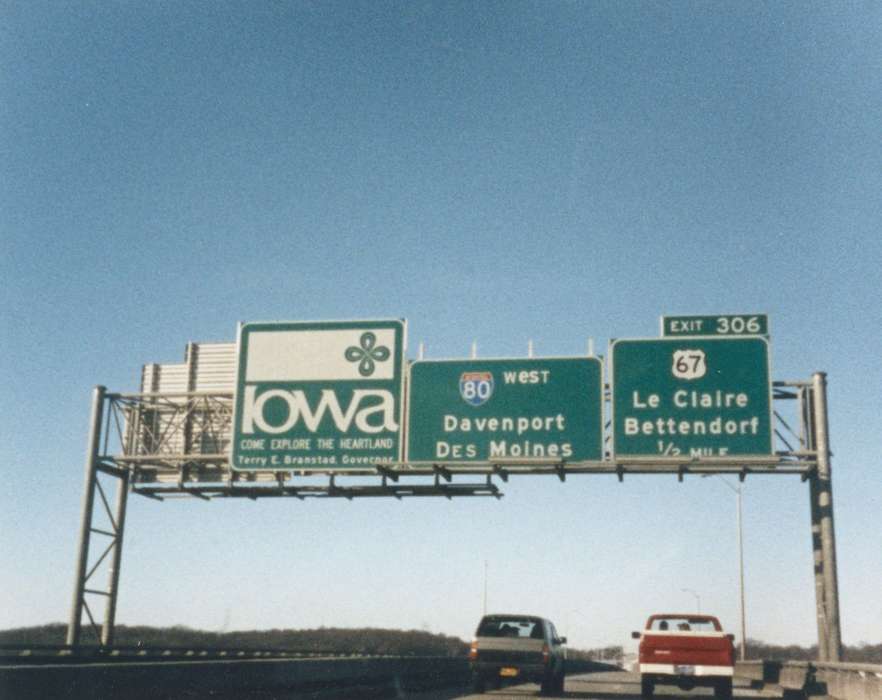 Iowa
COME EXPLORE THE HEARTLAND
Terry E. Branstad, Governor
80 WEST
Davenport
Des Moines
EXIT 306
67
Le Claire
Bettendorf
1/2 MILE